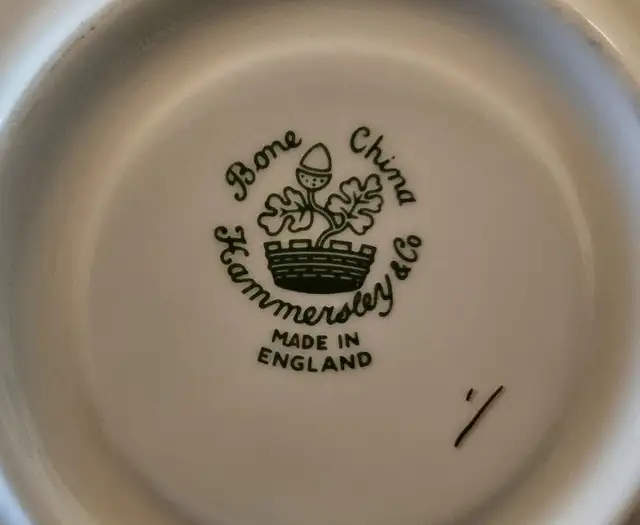 Bone China
Hammersley & Co
MADE IN
ENGLAND